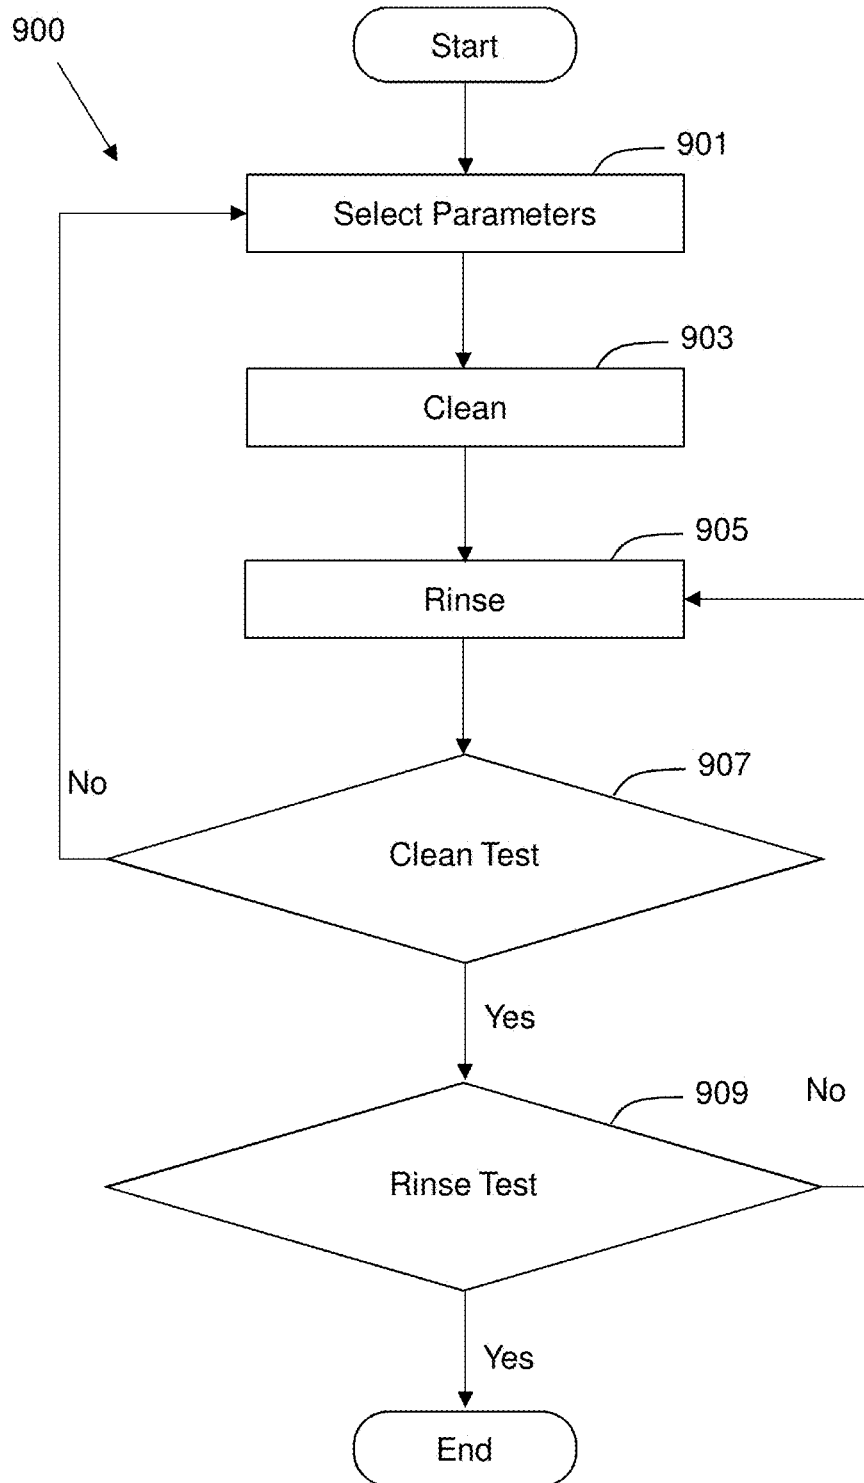 900
Start
901
Select Parameters
903
Clean
905
Rinse
907
No
Clean Test
Yes
909
No
Rinse Test
Yes
End